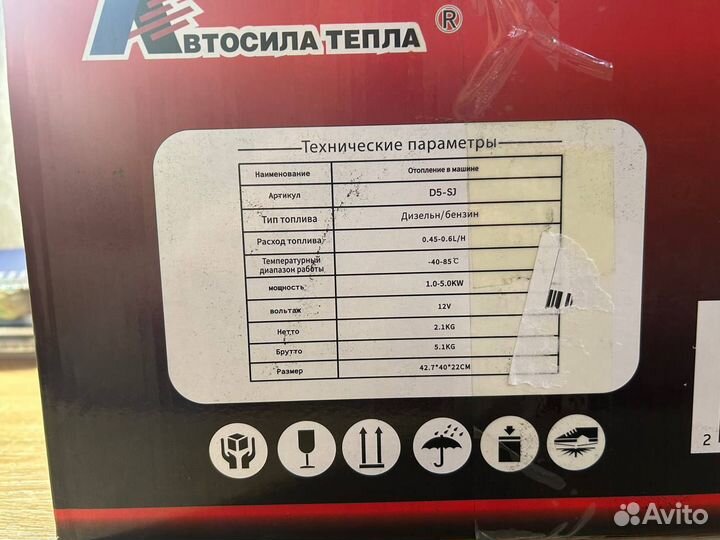 АВТОСИЛА ТЕПЛА ®
Технические параметры
Наименование Отопление в машине
Артикул D5-SJ
Тип топлива Дизельн/бензин
Расход топлива 0.45-0.6L/H
Температурный
диапазон работы -40-85℃
мощность 1.0-5.0KW
вольтаж 12V
Нетто 2.1KG
Брутто 5.1KG
Размер 42.7*40*22CM
2
Avito